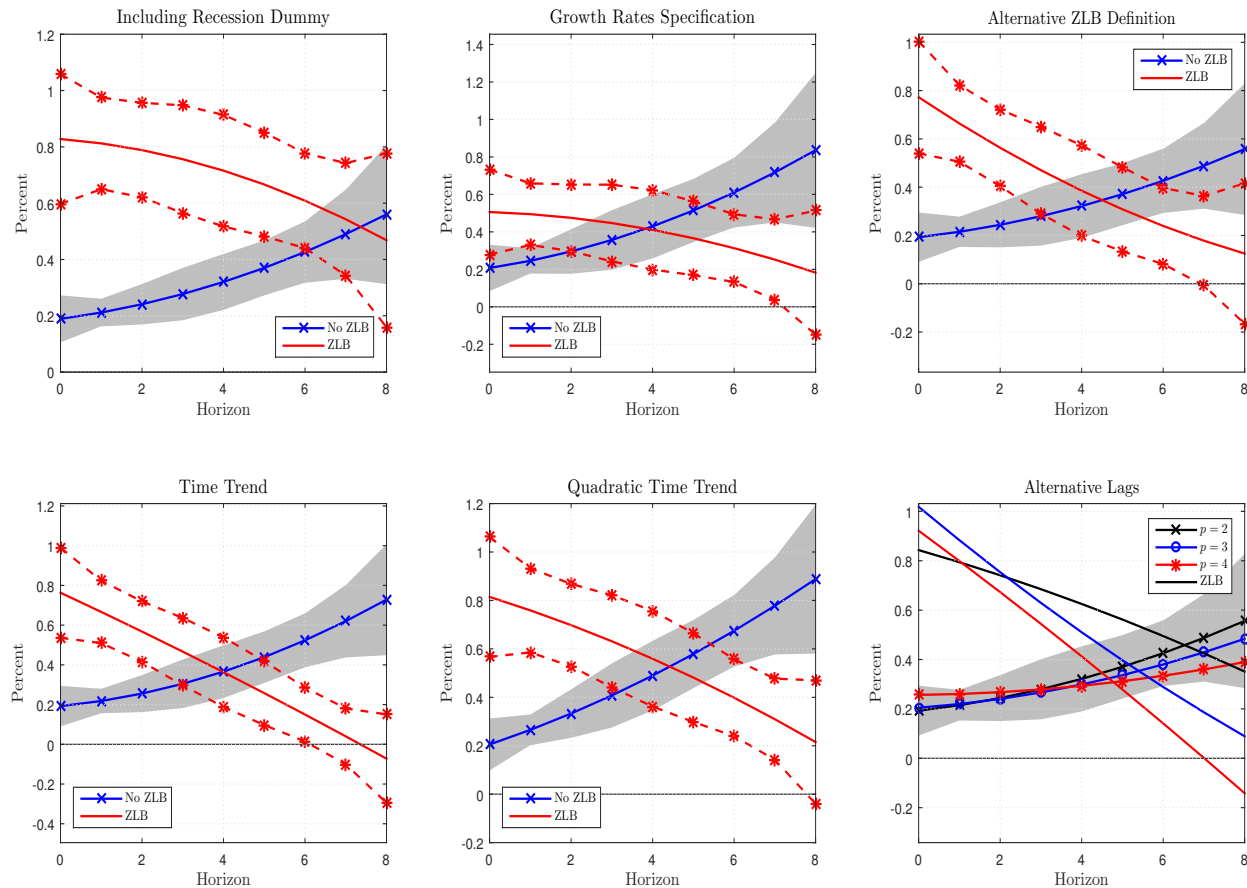 Including Recession Dummy
1.2
1
0.8
0.6
0.4
0.2
0
Percent
No ZLB
ZLB
0 2 4 6 8
Horizon
Growth Rates Specification
1.4
1.2
1
0.8
0.6
0.4
0.2
0
-0.2
Percent
No ZLB
ZLB
0 2 4 6 8
Horizon
Alternative ZLB Definition
1
0.8
0.6
0.4
0.2
0
-0.2
Percent
No ZLB
ZLB
0 2 4 6 8
Horizon
Time Trend
1.2
1
0.8
0.6
0.4
0.2
0
-0.2
-0.4
Percent
No ZLB
ZLB
0 2 4 6 8
Horizon
Quadratic Time Trend
1.2
1
0.8
0.6
0.4
0.2
0
-0.2
Percent
No ZLB
ZLB
0 2 4 6 8
Horizon
Alternative Lags
1
0.8
0.6
0.4
0.2
0
-0.2
Percent
p = 2
p = 3
p = 4
ZLB
0 2 4 6 8
Horizon